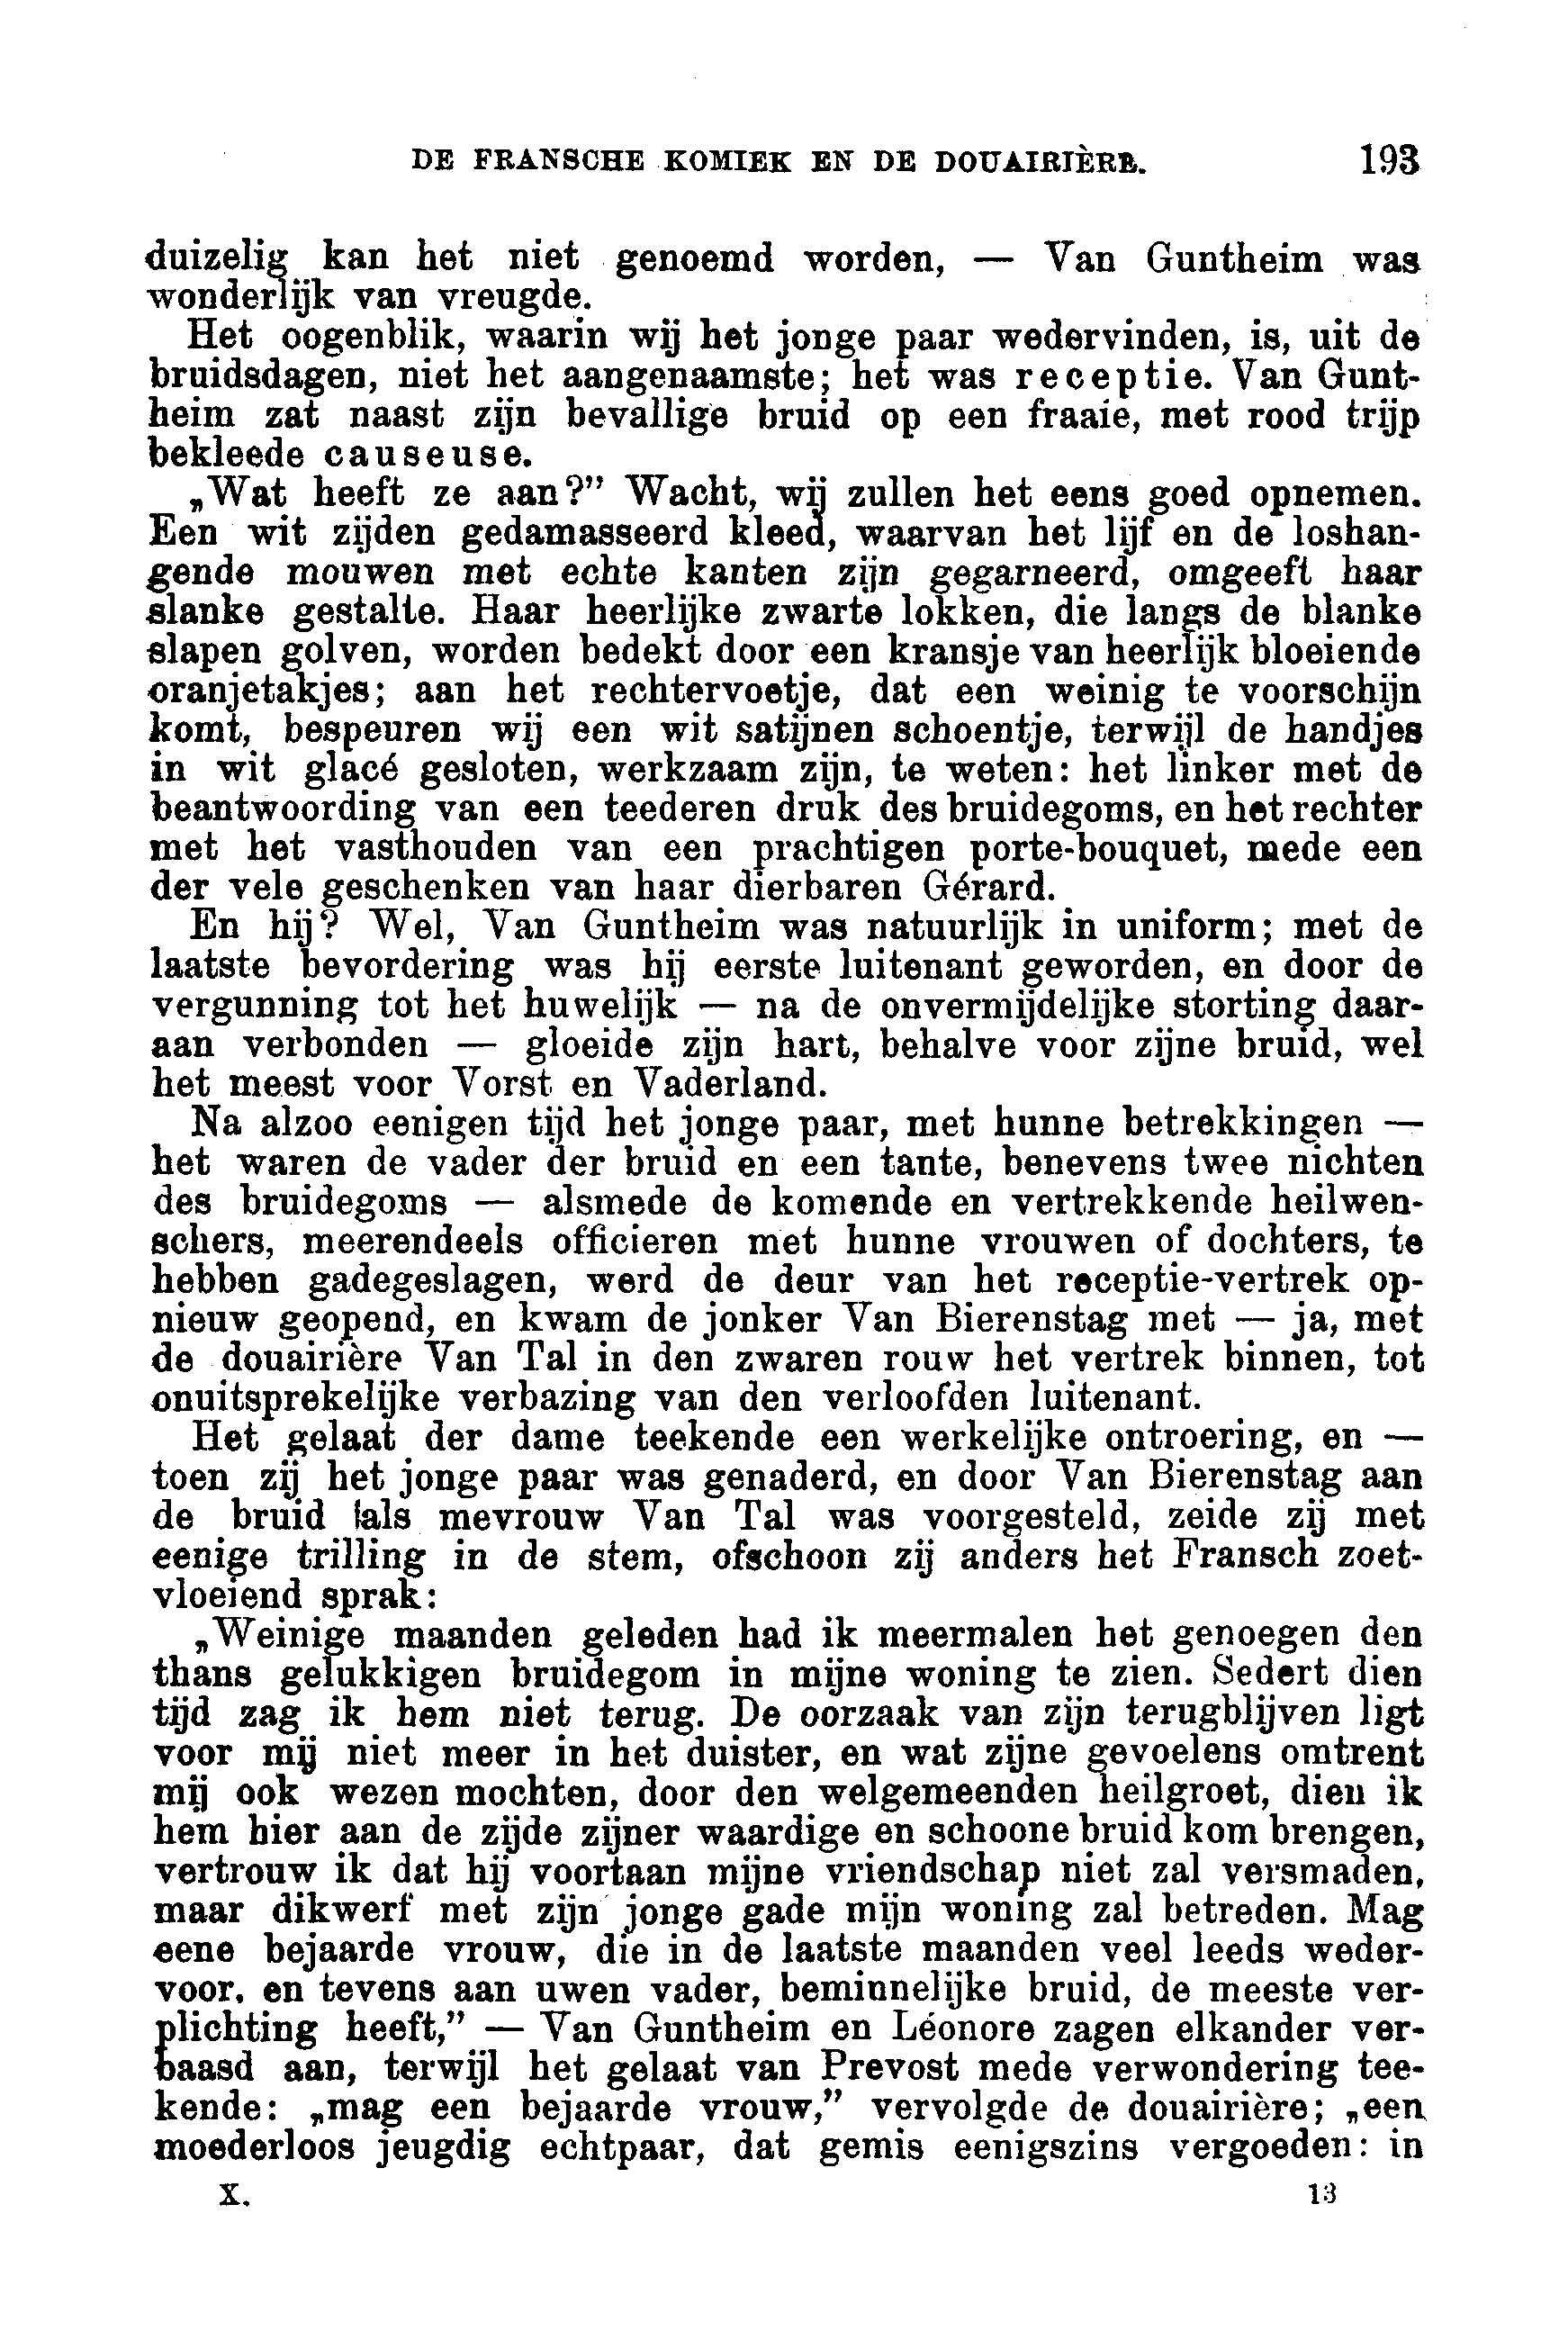 DE FRANSCHE KOMIEK EN DE DOUAIRIÈRE. 193
duizelig kan het niet genoemd worden, — Van Guntheim was
wonderlijk van vreugde.
Het oogenblik, waarin wij het jonge paar wedervinden, is, uit de
bruidsdagen, niet het aangenaamste; het was receptie. Van Gunt-
heim zat naast zijn bevallige bruid op een fraaie, met rood trijp
bekleede causeuse.
„Wat heeft ze aan?” Wacht, wij zullen het eens goed opnemen.
Een wit zijden gedamasseerd kleed, waarvan het lijf en de loshan-
gende mouwen met echte kanten zijn gegarneerd, omgeeft haar
slanke gestalte. Haar heerlijke zwarte lokken, die langs de blanke
slapen golven, worden bedekt door een kransje van heerlijk bloeiende
oranjetakjes; aan het rechtervoetje, dat een weinig te voorschijn
komt, bespeuren wij een wit satijnen schoentje, terwijl de handjes
in wit glacé gesloten, werkzaam zijn, te weten: het linker met de
beantwoording van een teederen druk des bruidegoms, en het rechter
met het vasthouden van een prachtigen porte-bouquet, mede een
der vele geschenken van haar dierbaren Gérard.
En hij? Wel, Van Guntheim was natuurlijk in uniform; met de
laatste bevordering was hij eerste luitenant geworden, en door de
vergunning tot het huwelijk — na de onvermijdelijke storting daar-
aan verbonden — gloeide zijn hart, behalve voor zijne bruid, wel
het meest voor Vorst en Vaderland.
Na alzoo eenigen tijd het jonge paar, met hunne betrekkingen —
het waren de vader der bruid en een tante, benevens twee nichten
des bruidegoms — alsmede de komende en vertrekkende heilwen-
schers, meerendeels officieren met hunne vrouwen of dochters, te
hebben gadegeslagen, werd de deur van het receptie-vertrek op-
nieuw geopend, en kwam de jonker Van Bierenstag met — ja, met
de douairière Van Tal in den zwaren rouw het vertrek binnen, tot
onuitsprekelijke verbazing van den verloofden luitenant.
Het gelaat der dame teekende een werkelijke ontroering, en —
toen zij het jonge paar was genaderd, en door Van Bierenstag aan
de bruid als mevrouw Van Tal was voorgesteld, zeide zij met
eenige trilling in de stem, ofschoon zij anders het Fransch zoet-
vloeiend sprak:
„Weinige maanden geleden had ik meermalen het genoegen den
thans gelukkigen bruidegom in mijne woning te zien. Sedert dien
tijd zag ik hem niet terug. De oorzaak van zijn terugblijven ligt
voor mij niet meer in het duister, en wat zijne gevoelens omtrent
mij ook wezen mochten, door den welgemeenden heilgroet, dien ik
hem hier aan de zijde zijner waardige en schoone bruid kom brengen,
vertrouw ik dat hij voortaan mijne vriendschap niet zal versmaden,
maar dikwerf met zijn jonge gade mijn woning zal betreden. Mag
eene bejaarde vrouw, die in de laatste maanden veel leeds weder-
voor, en tevens aan uwen vader, beminnelijke bruid, de meeste ver-
plichting heeft,” — Van Guntheim en Léonore zagen elkander ver-
baasd aan, terwijl het gelaat van Prevost mede verwondering tee-
kende: „mag een bejaarde vrouw,” vervolgde de douairière; „een
moederloos jeugdig echtpaar, dat gemis eenigszins vergoeden: in
X. 13